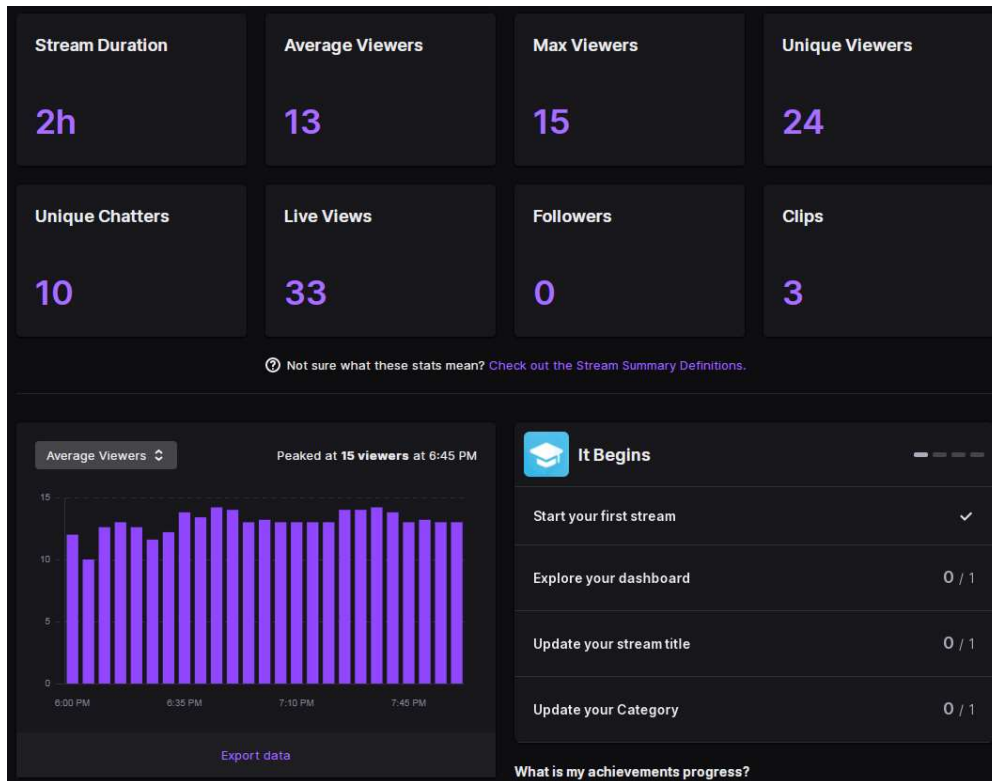 Stream Duration
Average Viewers
Max Viewers
Unique Viewers
2h
13
15
24
Unique Chatters
Live Views
Followers
Clips
10
33
0
3
Not sure what these stats mean? Check out the Stream Summary Definitions.
Average Viewers
Peaked at 15 viewers at 6:45 PM
15
10
5
0
6:00 PM
6:35 PM
7:10 PM
7:45 PM
Export data
It Begins
Start your first stream
Explore your dashboard
0 / 1
Update your stream title
0 / 1
Update your Category
0 / 1
What is my achievements progress?